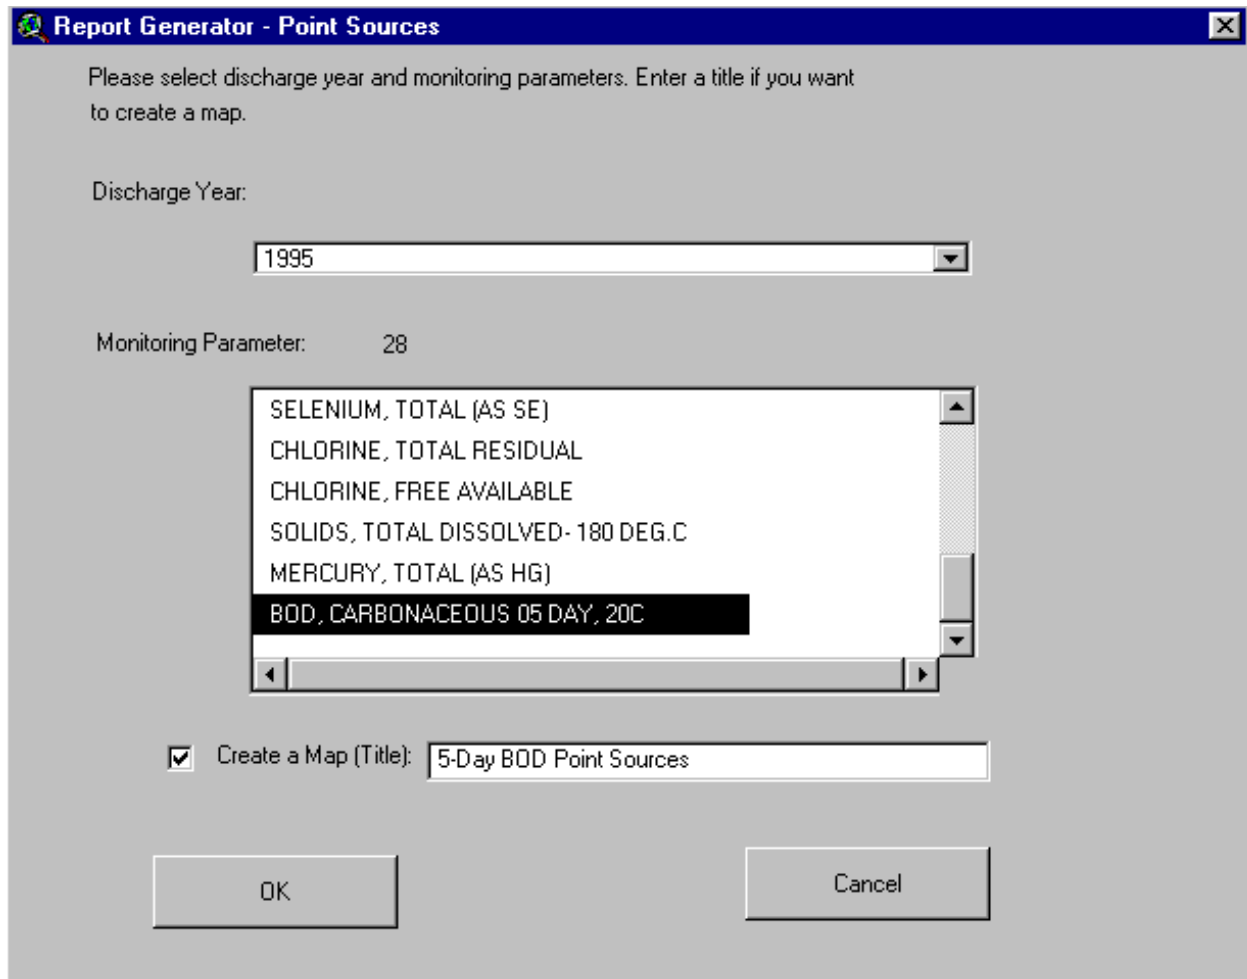 Report Generator - Point Sources
Please select discharge year and monitoring parameters. Enter a title if you want
to create a map.
Discharge Year:
1995
Monitoring Parameter: 28
SELENIUM, TOTAL (AS SE)
CHLORINE, TOTAL RESIDUAL
CHLORINE, FREE AVAILABLE
SOLIDS, TOTAL DISSOLVED- 180 DEG.C
MERCURY, TOTAL (AS HG)
BOD, CARBONACEOUS 05 DAY, 20C
Create a Map (Title): 5-Day BOD Point Sources
OK Cancel